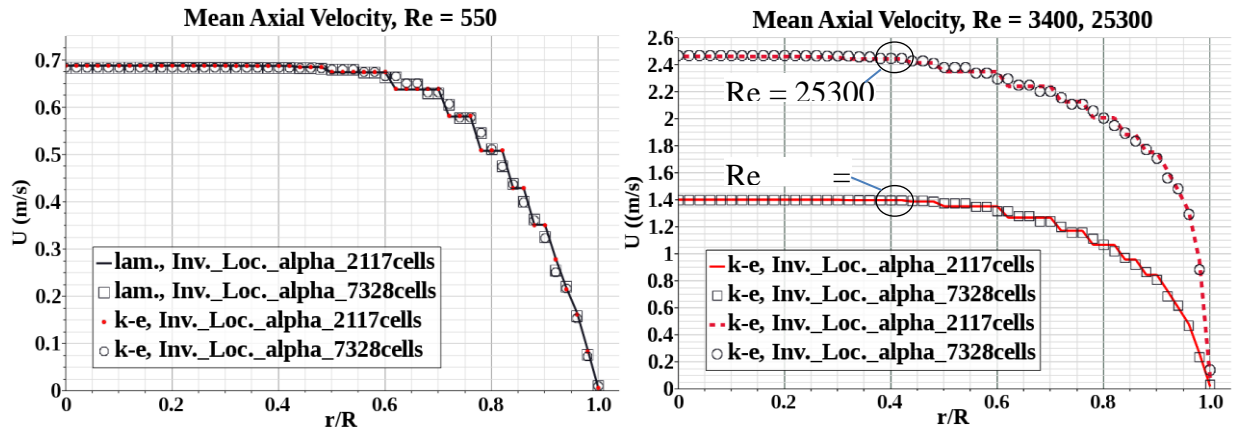 Mean Axial Velocity, Re = 550
U (m/s)
0.7
0.6
0.5
0.4
0.3
0.2
0.1
0
lam., Inv._Loc._alpha_2117cells
lam., Inv._Loc._alpha_7328cells
k-e, Inv._Loc._alpha_2117cells
k-e, Inv._Loc._alpha_7328cells
0 0.2 0.4 0.6 0.8 1.0
r/R
Mean Axial Velocity, Re = 3400, 25300
U ((m/s)
2.6
2.4
2.2
2
1.8
1.6
1.4
1.2
1
0.8
0.6
0.4
0.2
0
Re = 25300
Re =
k-e, Inv._Loc._alpha_2117cells
k-e, Inv._Loc._alpha_7328cells
k-e, Inv._Loc._alpha_2117cells
k-e, Inv._Loc._alpha_7328cells
0 0.2 0.4 0.6 0.8 1.0
r/R